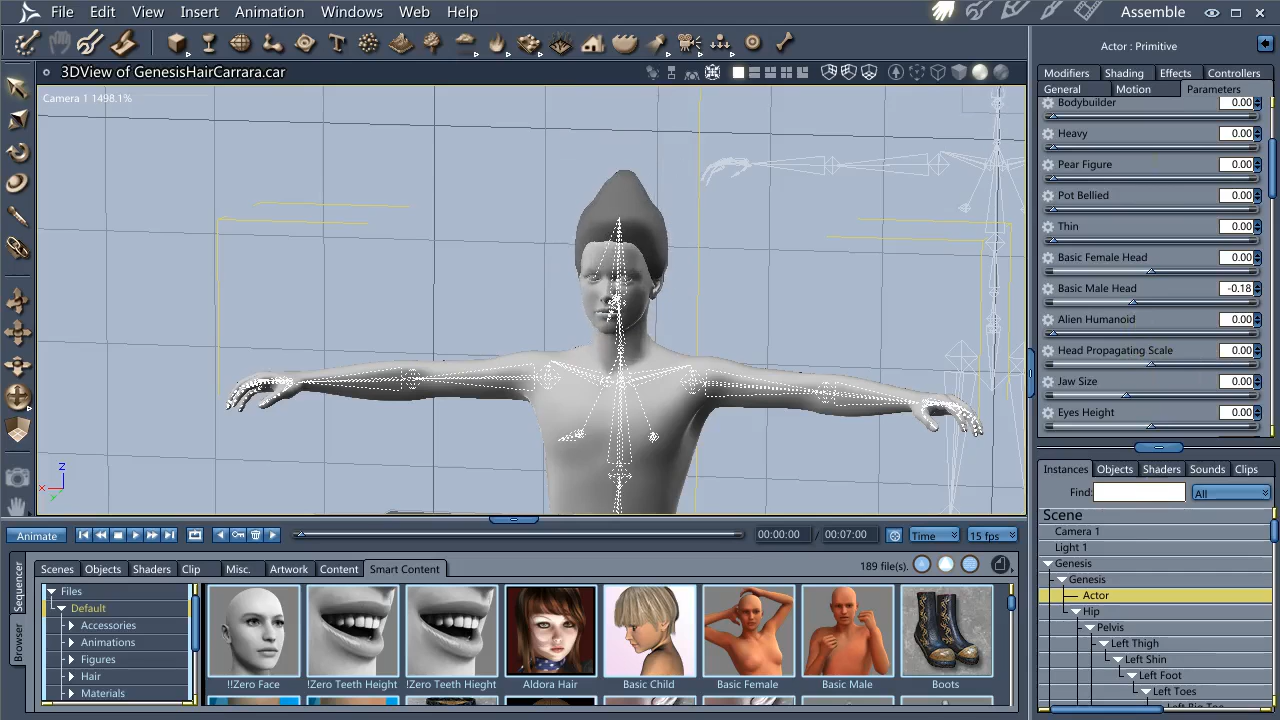 File Edit View Insert Animation Windows Web Help Assemble
3DView of GenesisHairCarrara.car
Camera 1 1498.1%
Z
X
Y
Actor : Primitive
Modifiers Shading Effects Controllers
General Motion Parameters
Bodybuilder 0.00
Heavy 0.00
Pear Figure 0.00
Pot Bellied 0.00
Thin 0.00
Basic Female Head 0.00
Basic Male Head -0.18
Alien Humanoid 0.00
Head Propagating Scale 0.00
Jaw Size 0.00
Eyes Height 0.00
Instances Objects Shaders Sounds Clips
Find: All
Scene
Camera 1
Light 1
Genesis
Genesis
Actor
Hip
Pelvis
Left Thigh
Left Shin
Left Foot
Left Toes
Animate 00:00:00 / 00:07:00 Time 15 fps
Sequencer
Browser
Scenes Objects Shaders Clip Misc. Artwork Content Smart Content 189 file(s).
Files
Default
Accessories
Animations
Figures
Hair
Materials
!!Zero Face !Zero Teeth Height !Zero Teeth Hieght Aldora Hair Basic Child Basic Female Basic Male Boots